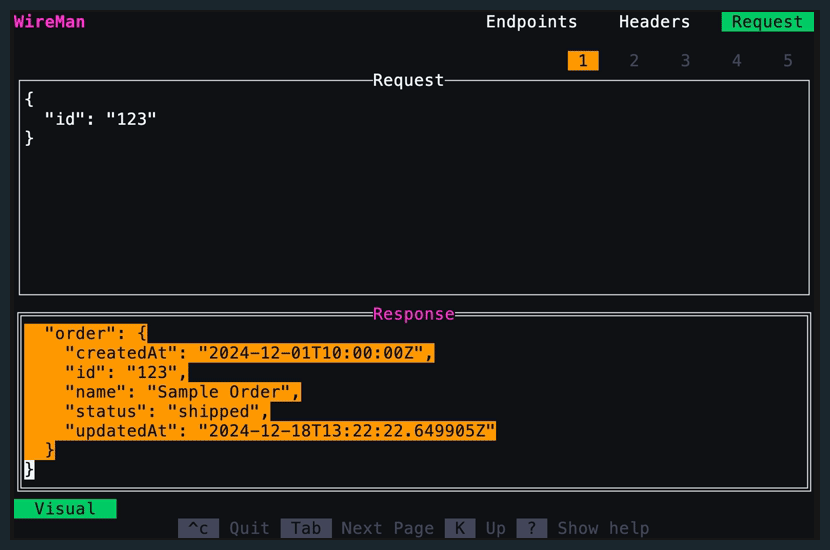 WireMan Endpoints Headers Request
1 2 3 4 5
Request
{
  "id": "123"
}
Response
  "order": {
    "createdAt": "2024-12-01T10:00:00Z",
    "id": "123",
    "name": "Sample Order",
    "status": "shipped",
    "updatedAt": "2024-12-18T13:22:22.649905Z"
  }
}
Visual
^c Quit Tab Next Page K Up ? Show help